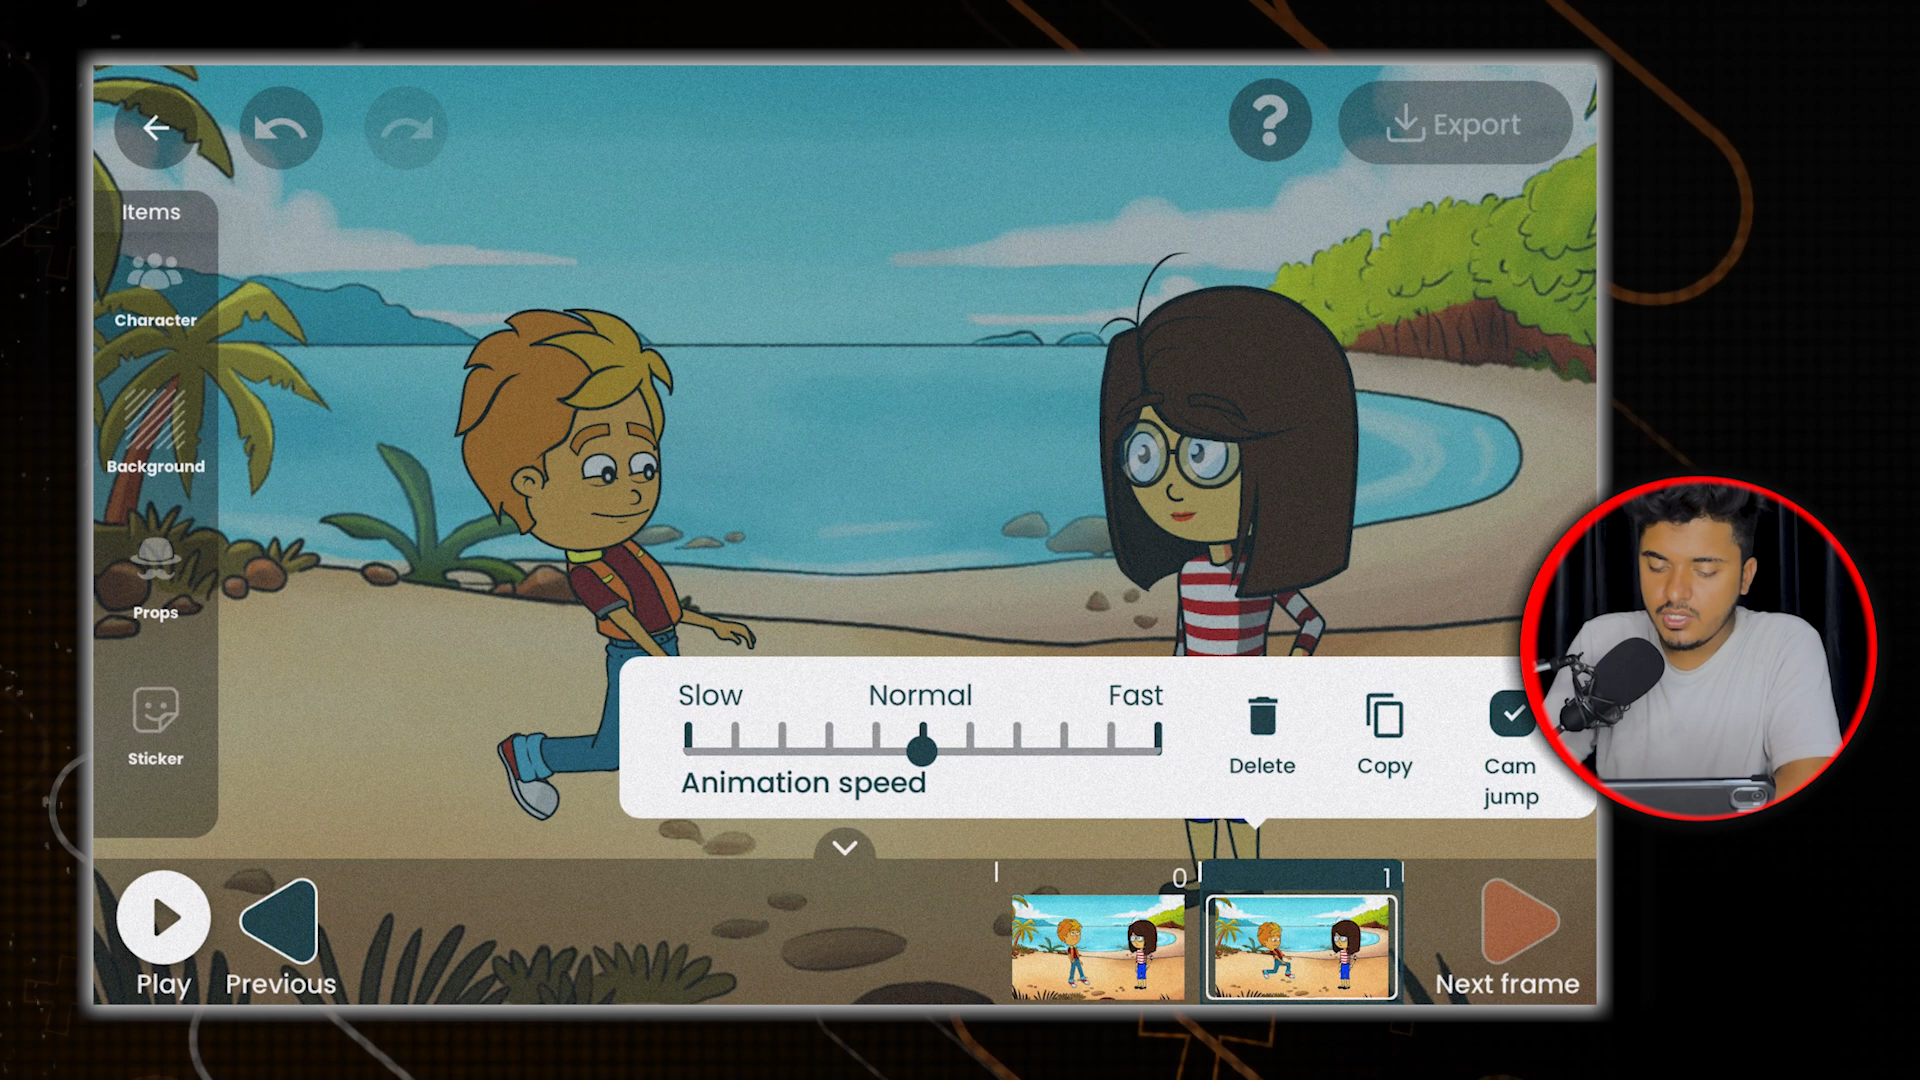 ?
Export
Items
Character
Background
Props
Sticker
Slow Normal Fast
Animation speed
Delete
Copy
Cam
jump
0
1
Play
Previous
Next frame